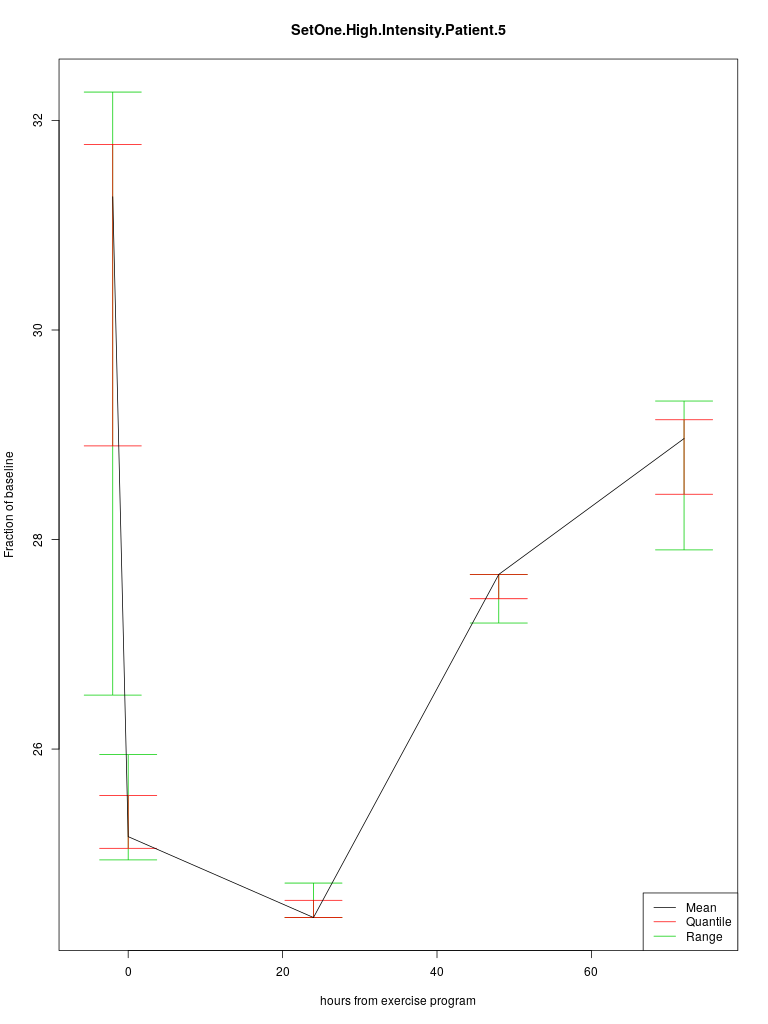 SetOne.High.Intensity.Patient.5
32
30
28
26
Fraction of baseline
Mean
Quantile
Range
0
20
40
60
hours from exercise program